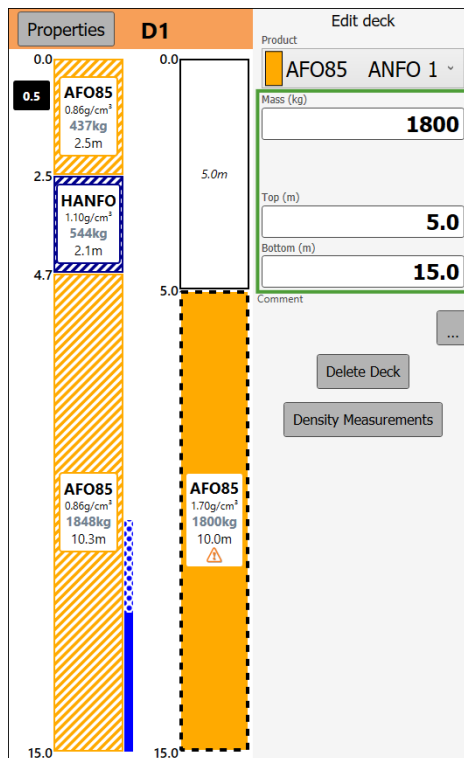 Properties
D1
0.0
0.5
AFO85
0.86g/cm³
437kg
2.5m
2.5
HANFO
1.10g/cm³
544kg
2.1m
4.7
AFO85
0.86g/cm³
1848kg
10.3m
15.0
0.0
5.0m
5.0
AFO85
1.70g/cm³
1800kg
10.0m
15.0
Edit deck
Product
AFO85 ANFO 1
Mass (kg)
1800
Top (m)
5.0
Bottom (m)
15.0
Comment
...
Delete Deck
Density Measurements